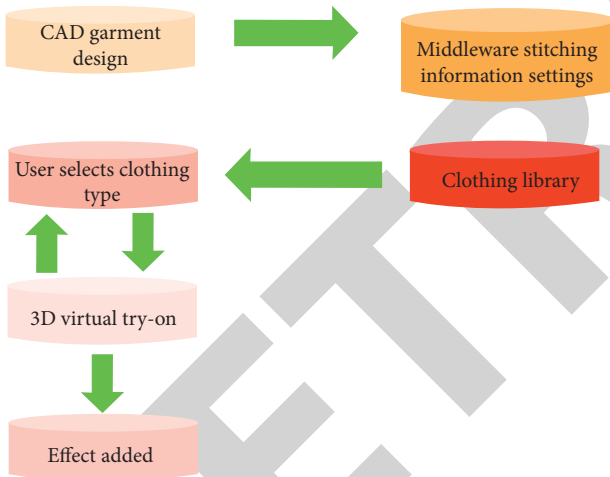 CAD garment
design
Middleware stitching
information settings
User selects clothing
type
Clothing library
3D virtual try-on
Effect added